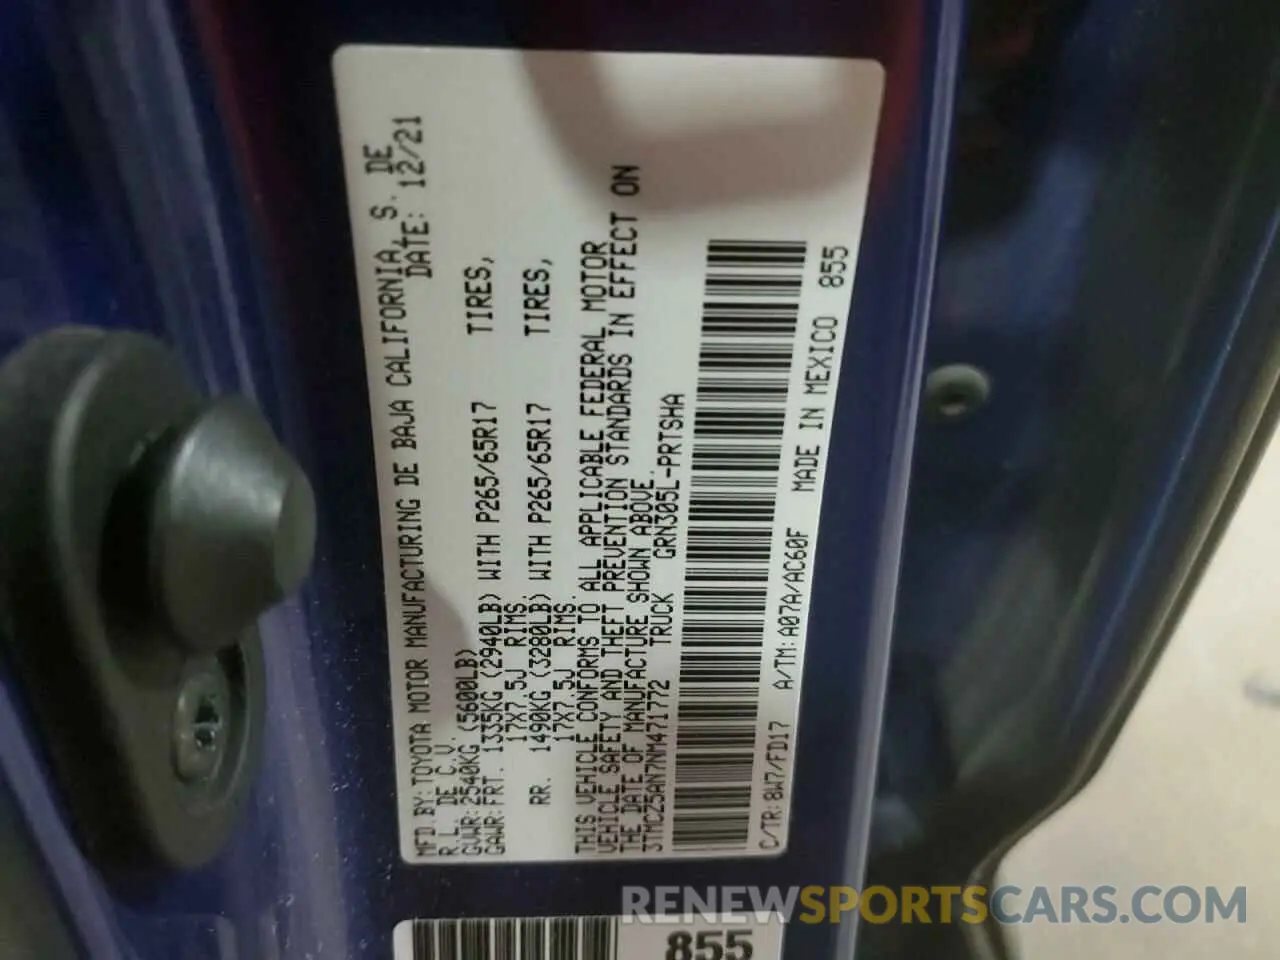 MFD.BY:TOYOTA MOTOR MANUFACTURING DE BAJA CALIFORNIA, S. DE
R.L. DE C.V. DATE: 12/21
GVWR:2540KG (5600LB)
GAWR:FRT. 1335KG (2940LB) WITH P265/65R17 TIRES,
17X7.5J RIMS.
RR. 1490KG (3280LB) WITH P265/65R17 TIRES,
17X7.5J RIMS.
THIS VEHICLE CONFORMS TO ALL APPLICABLE FEDERAL MOTOR
VEHICLE SAFETY AND THEFT PREVENTION STANDARDS IN EFFECT ON
THE DATE OF MANUFACTURE SHOWN ABOVE.
3TMCZ5AN7NM471772 TRUCK GRN305L-PRTSHA
C/TR:8W7/FD17 A/TM:A07A/AC60F MADE IN MEXICO 855
855
RENEWSPORTSCARS.COM